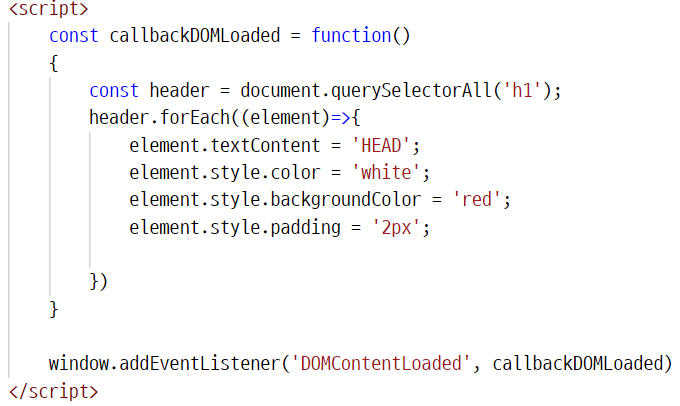 <script>
const callbackDOMLoaded = function()
{
const header = document.querySelectorAll('h1');
header.forEach((element)=>{
element.textContent = 'HEAD';
element.style.color = 'white';
element.style.backgroundColor = 'red';
element.style.padding = '2px';
})
}
window.addEventListener('DOMContentLoaded', callbackDOMLoaded)
</script>